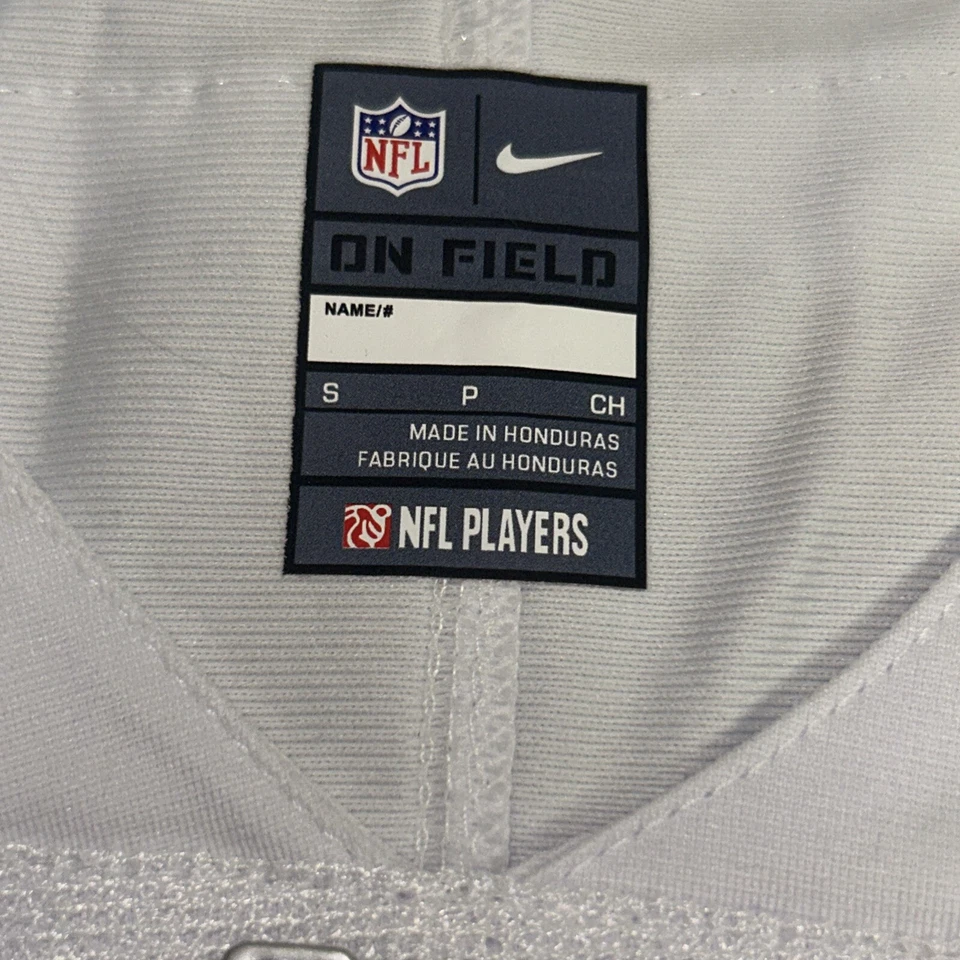 NFL
ON FIELD
NAME/#
S P CH
MADE IN HONDURAS
FABRIQUE AU HONDURAS
NFL PLAYERS